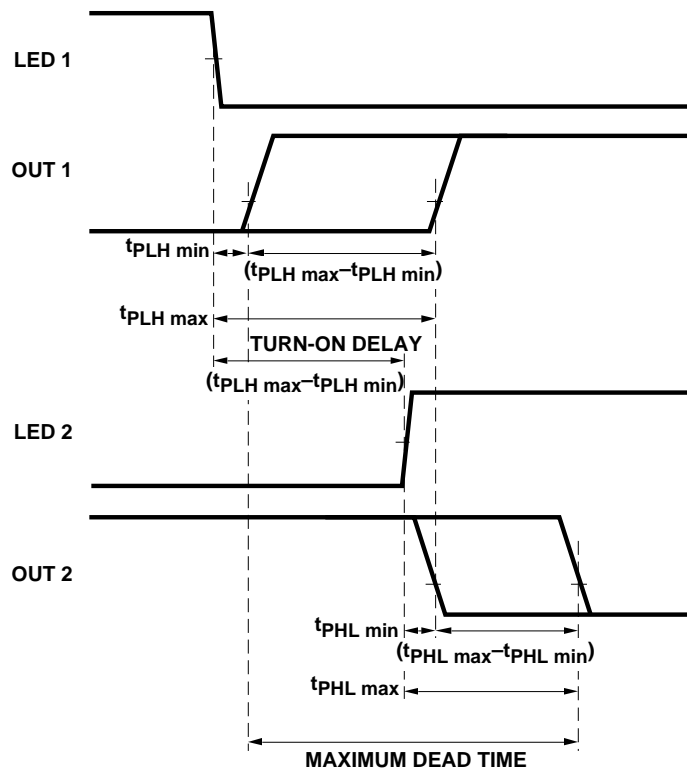 LED 1
OUT 1
tPLH min
(tPLH max–tPLH min)
tPLH max
TURN-ON DELAY
(tPLH max–tPLH min)
LED 2
OUT 2
tPHL min
(tPHL max–tPHL min)
tPHL max
MAXIMUM DEAD TIME